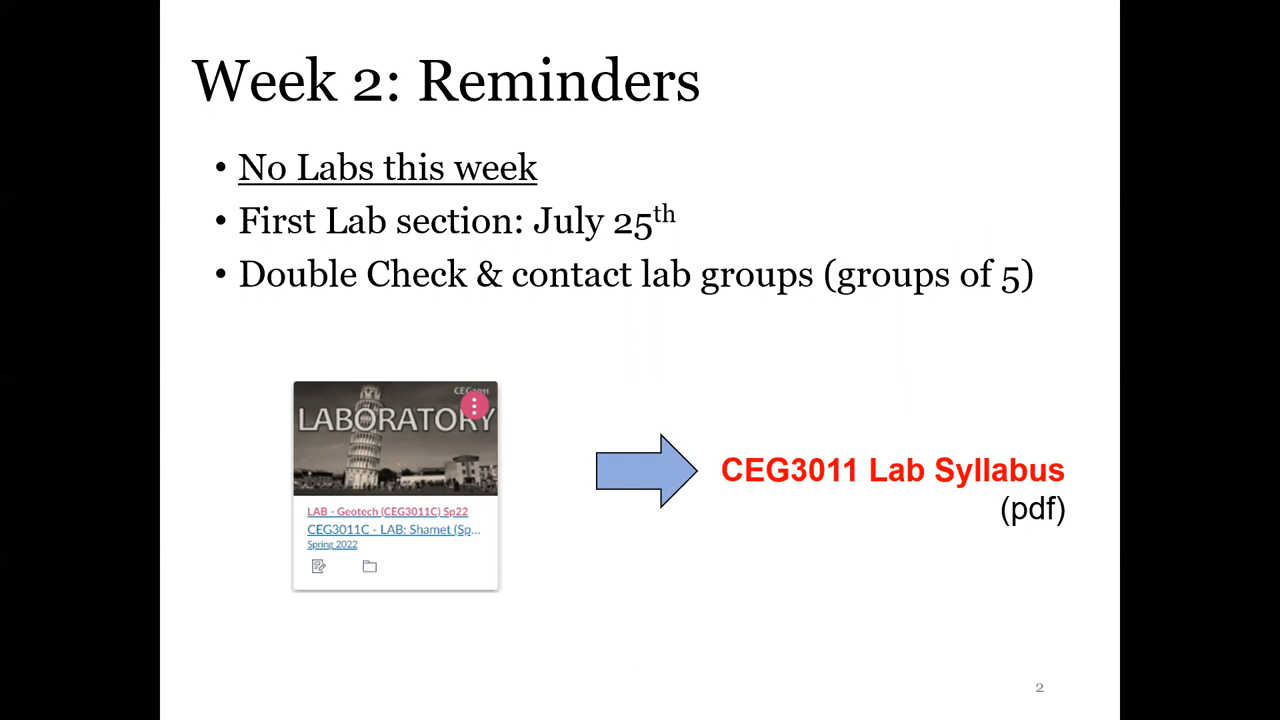 Week 2: Reminders
• No Labs this week
• First Lab section: July 25th
• Double Check & contact lab groups (groups of 5)
CEG3011
LABORATORY
LAB - Geotech (CEG3011C) Sp22
CEG3011C - LAB: Shamet (Sp...
Spring 2022
CEG3011 Lab Syllabus
(pdf)
2